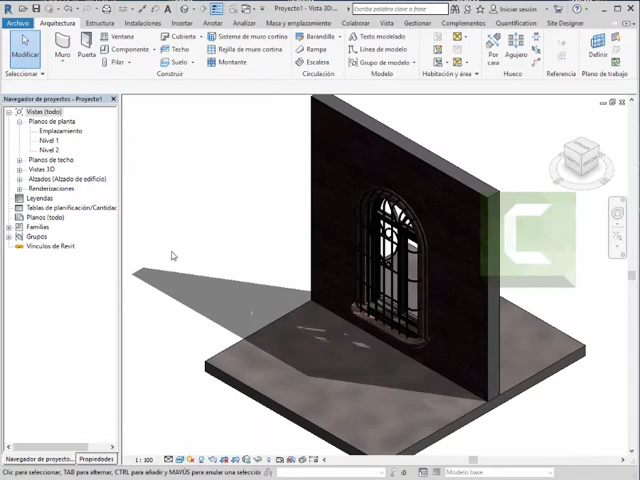 Proyecto1 - Vista 3D...
Escriba palabra clave o frase
Iniciar sesión
Archivo Arquitectura Estructura Instalaciones Insertar Anotar Analizar Masa y emplazamiento Colaborar Vista Gestionar Complementos Quantification Site Designer
Modificar
Muro
Puerta
Ventana
Componente
Pilar
Cubierta
Techo
Suelo
Sistema de muro cortina
Rejilla de muro cortina
Montante
Barandilla
Rampa
Escalera
Texto modelado
Línea de modelo
Grupo de modelo
Por cara
Agujero
Definir
Seleccionar
Construir
Circulación
Modelo
Habitación y área
Hueco
Referencia
Plano de trabajo
Navegador de proyectos - Proyecto1
Vistas (todo)
Planos de planta
Emplazamiento
Nivel 1
Nivel 2
Planos de techo
Vistas 3D
Alzados (Alzado de edificio)
Renderizaciones
Leyendas
Tablas de planificación/Cantidades
Planos (todo)
Familias
Grupos
Vínculos de Revit
Navegador de proyecto...
Propiedades
1 : 100
Clic para seleccionar, TAB para alternar, CTRL para añadir y MAYÚS para anular una selección
:0
Modelo base